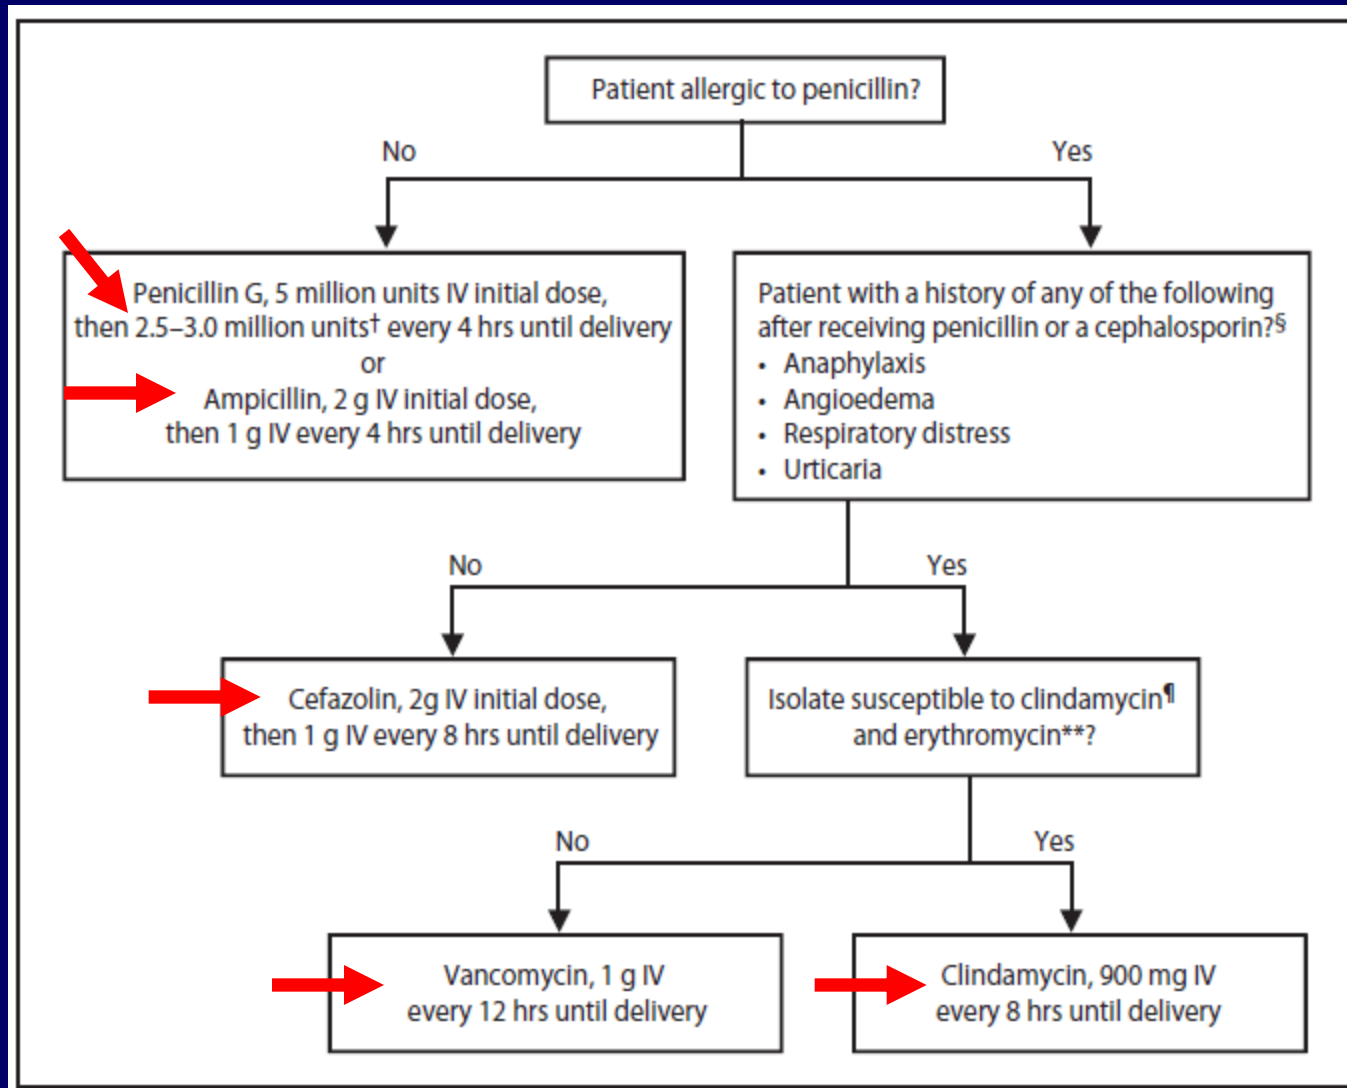 Patient allergic to penicillin?
No
Yes
Penicillin G, 5 million units IV initial dose,
then 2.5–3.0 million units† every 4 hrs until delivery
or
Ampicillin, 2 g IV initial dose,
then 1 g IV every 4 hrs until delivery
Patient with a history of any of the following
after receiving penicillin or a cephalosporin?§
• Anaphylaxis
• Angioedema
• Respiratory distress
• Urticaria
No
Yes
Cefazolin, 2g IV initial dose,
then 1 g IV every 8 hrs until delivery
Isolate susceptible to clindamycin¶
and erythromycin**?
No
Yes
Vancomycin, 1 g IV
every 12 hrs until delivery
Clindamycin, 900 mg IV
every 8 hrs until delivery